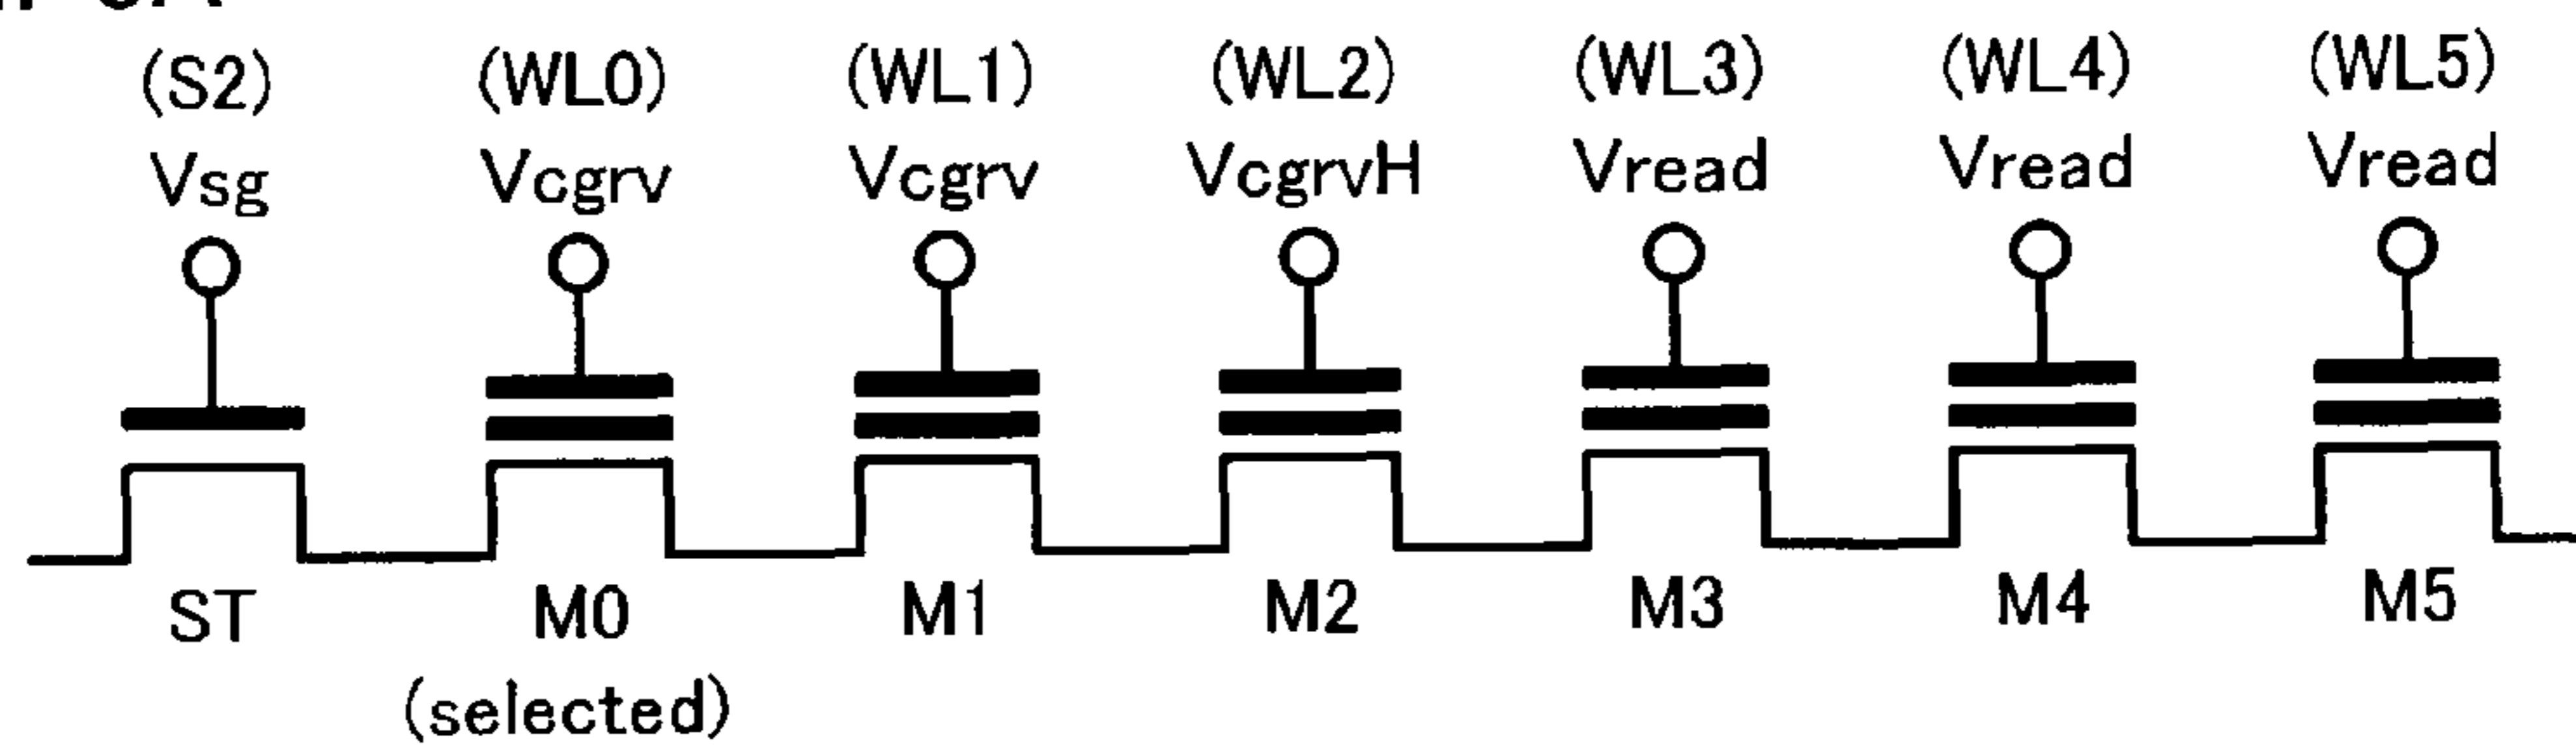 (S2) (WL0) (WL1) (WL2) (WL3) (WL4) (WL5)
Vsg Vcgrv Vcgrv VcgrvH Vread Vread Vread
ST M0 M1 M2 M3 M4 M5
(selected)